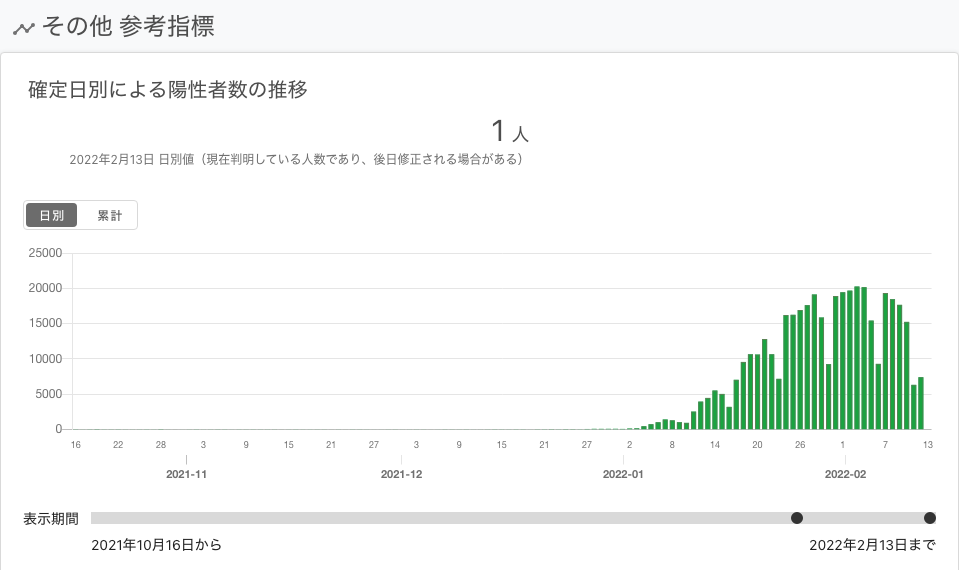 その他 参考指標
確定日別による陽性者数の推移
1 人
2022年2月13日 日別値（現在判明している人数であり、後日修正される場合がある）
日別 累計
25000
20000
15000
10000
5000
0
16 22 28 3 9 15 21 27 3 9 15 21 27 2 8 14 20 26 1 7 13
2021-11 2021-12 2022-01 2022-02
表示期間
2021年10月16日から 2022年2月13日まで